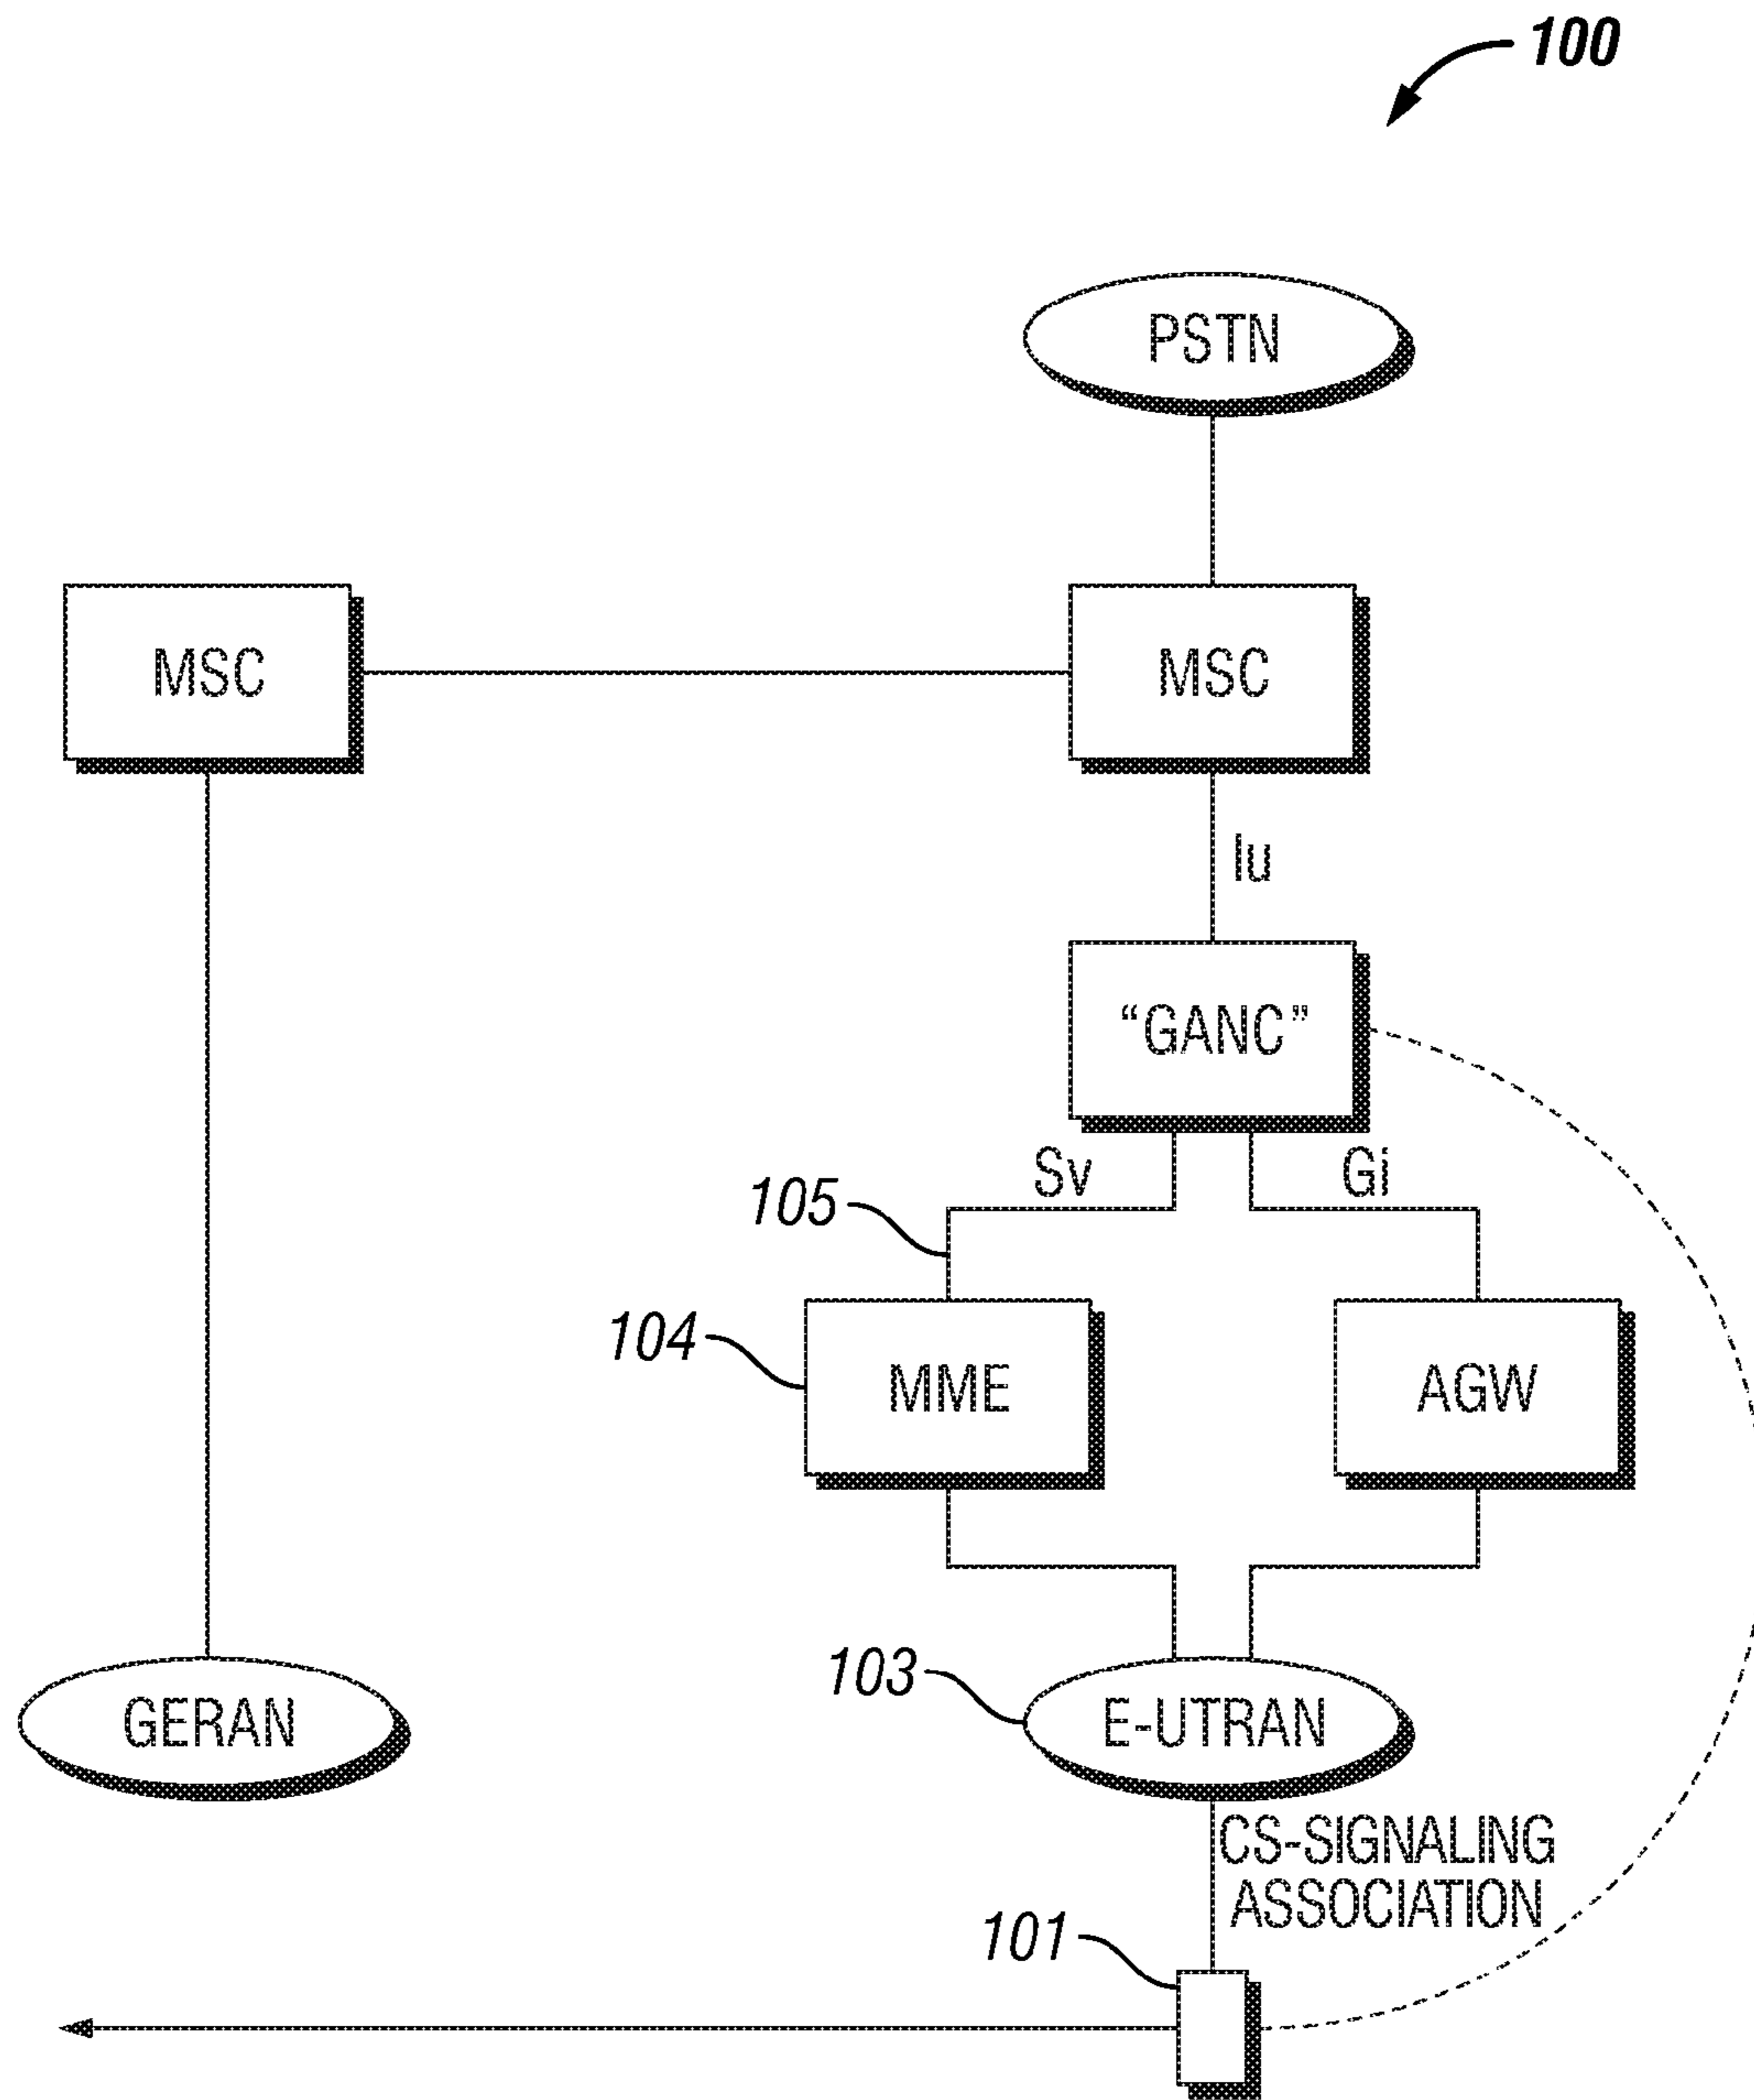 100
PSTN
MSC
MSC
Iu
“GANC”
Sv
Gi
105
104
MME
AGW
103
GERAN
E-UTRAN
CS-SIGNALING
ASSOCIATION
101